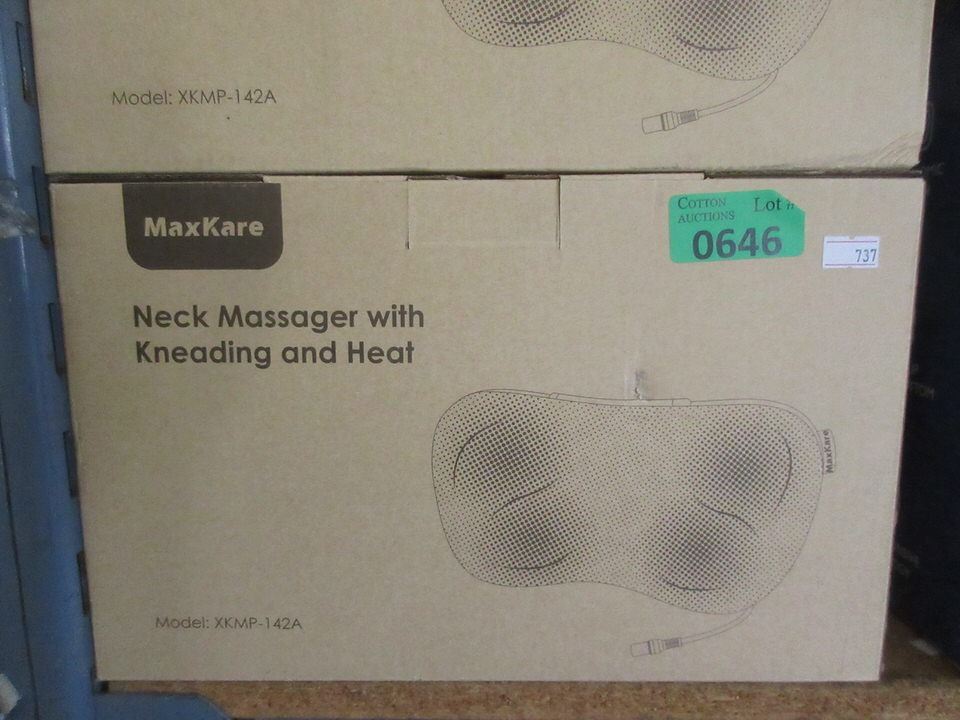 Model: XKMP-142A
MaxKare
COTTON
AUCTIONS
Lot
0646
737
Neck Massager with
Kneading and Heat
MaxKare
Model: XKMP-142A